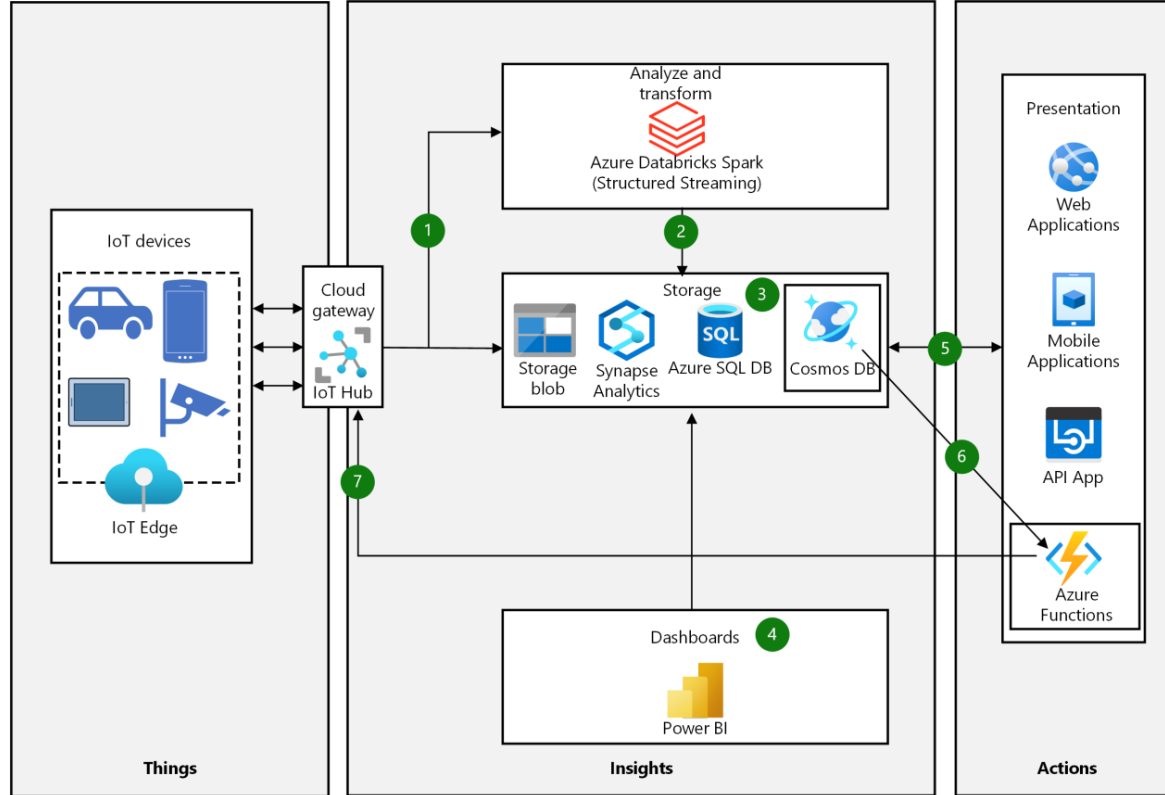 Analyze and
transform
Azure Databricks Spark
(Structured Streaming)
Presentation
Web
Applications
1
2
IoT devices
Cloud
gateway
IoT Hub
Storage
3
SQL
Storage
blob
Synapse
Analytics
Azure SQL DB
Cosmos DB
5
Mobile
Applications
6
API App
7
IoT Edge
Azure
Functions
Dashboards
4
Power BI
Things
Insights
Actions